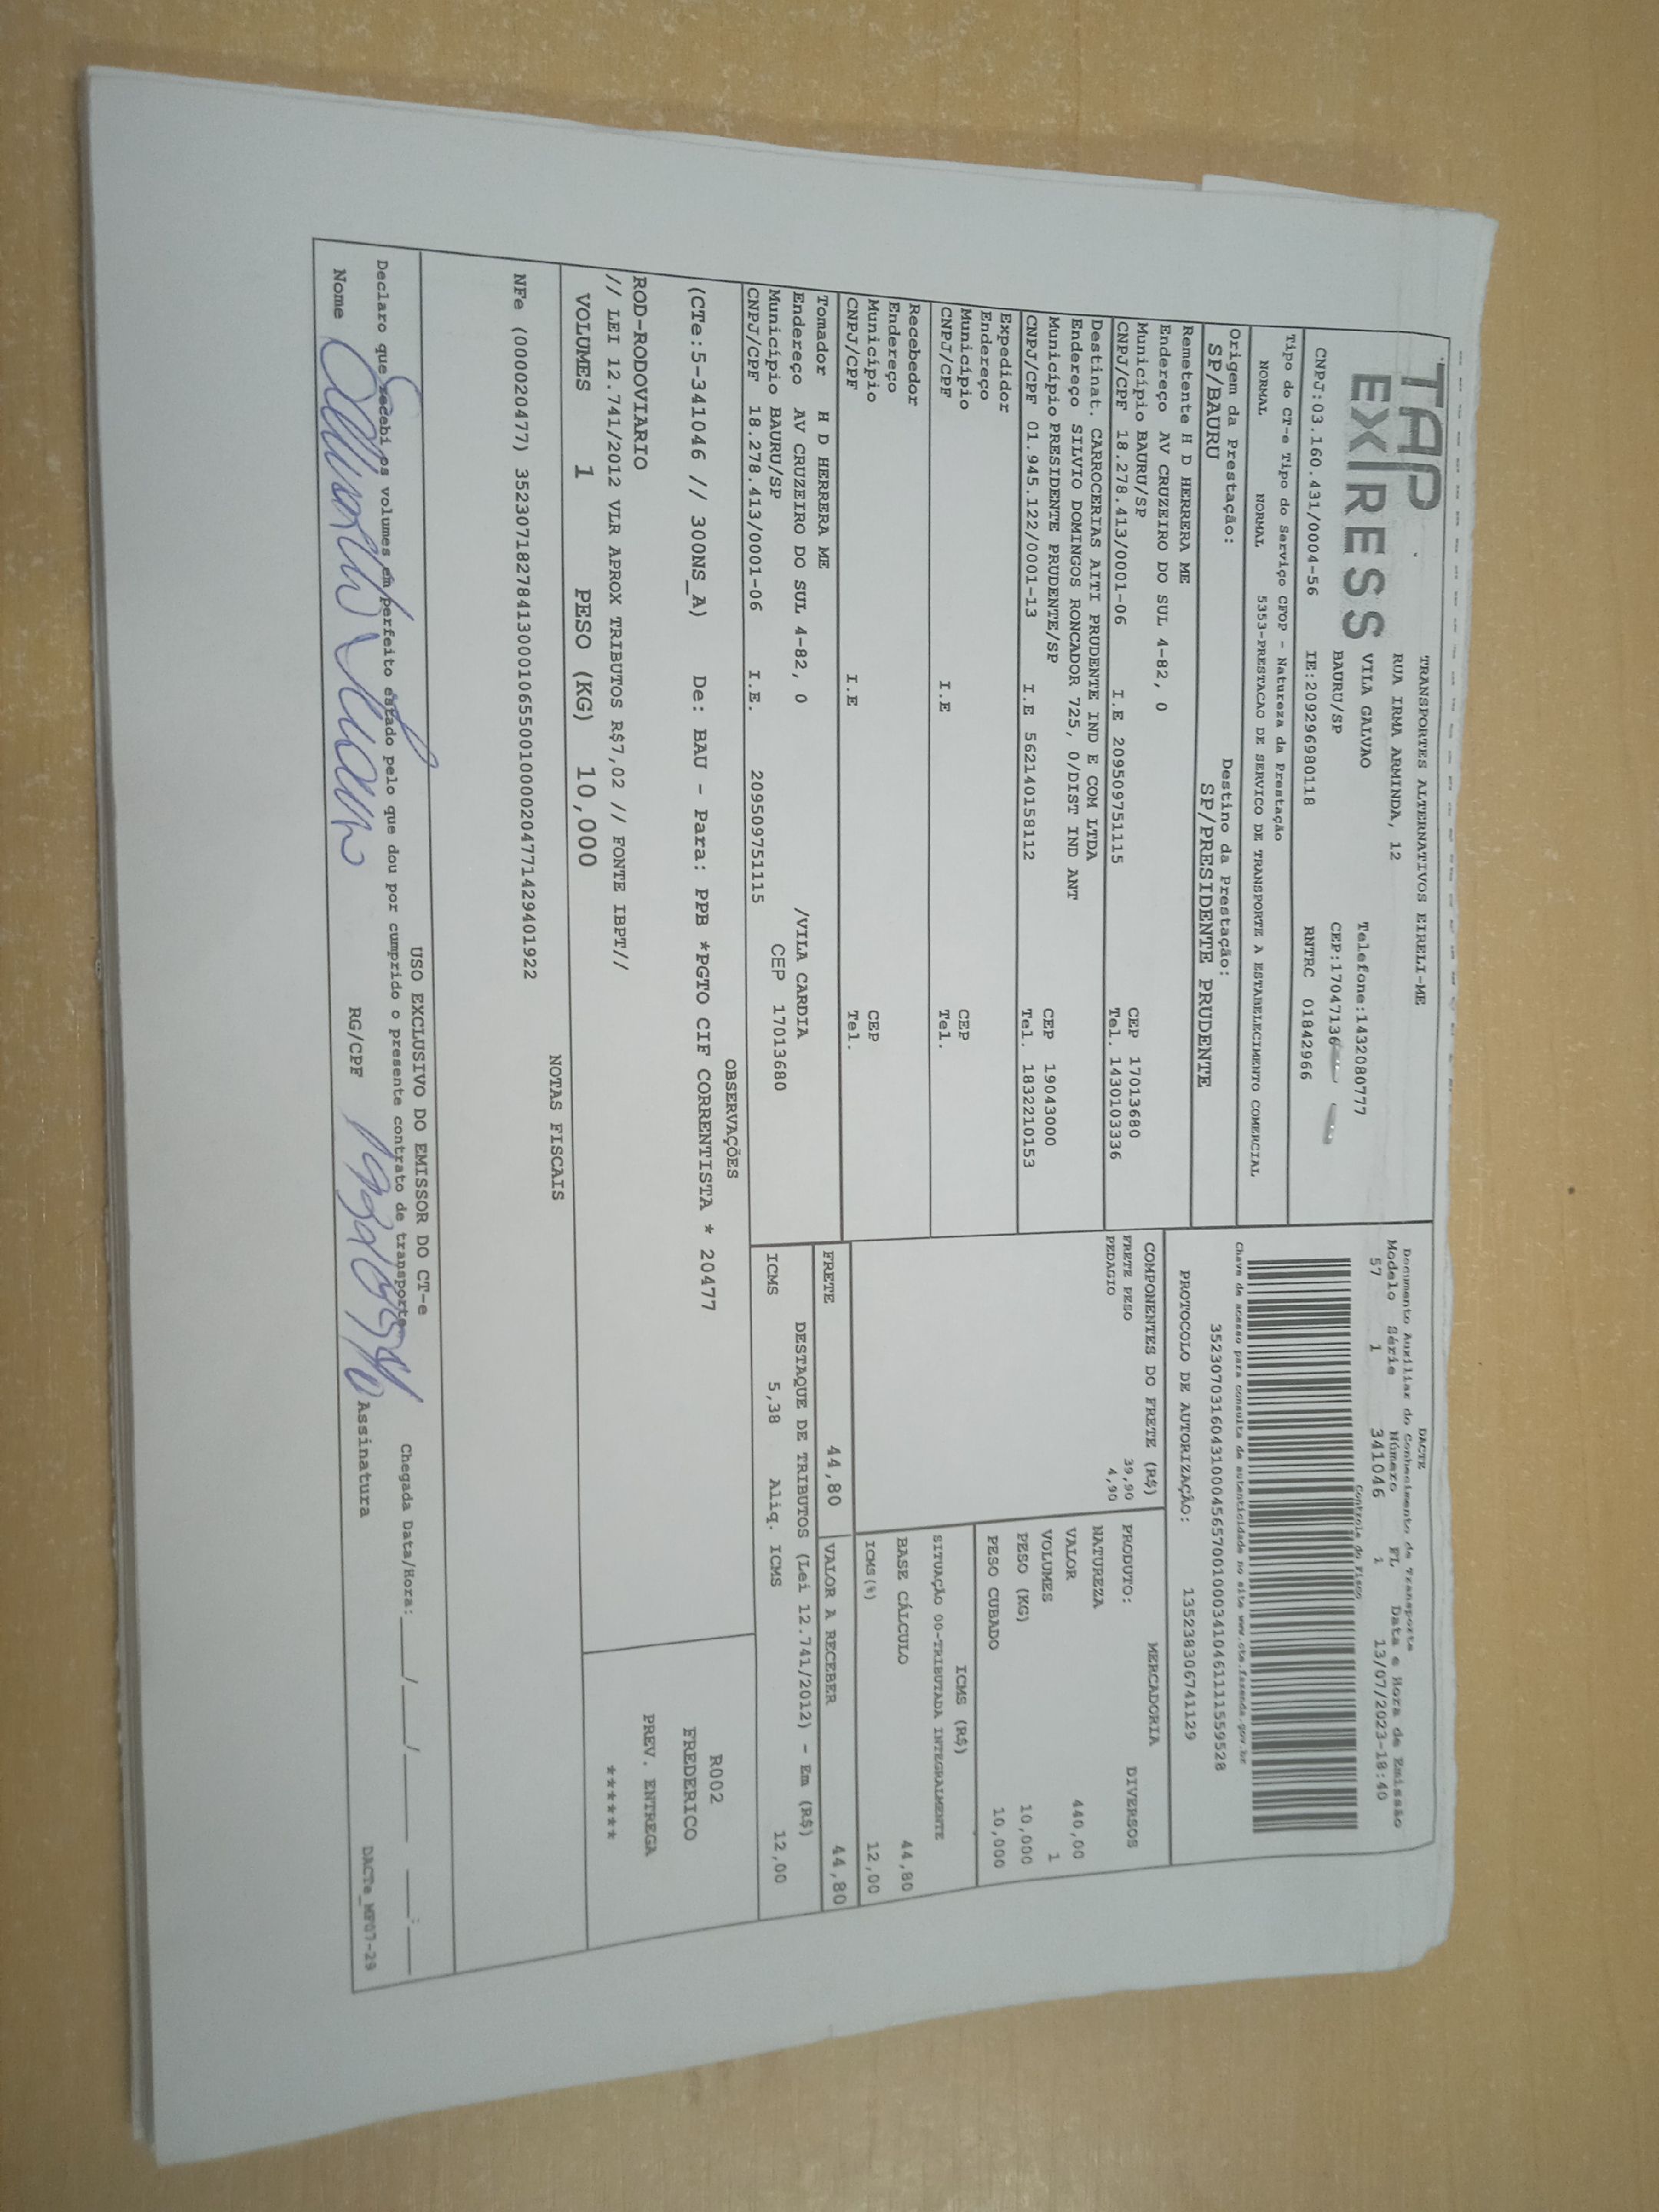 TAP EXPRESS
TRANSPORTES ALTERNATIVOS EIRELI-ME
RUA IRMA ARMINDA, 12
VILA GALVAO Telefone:1432080777
BAURU/SP CEP:17047136
CNPJ:03.160.431/0004-56 IE:209296980118 RNTRC 01842966
DACTE
Documento Auxiliar do Conhecimento de Transporte
Modelo Série Número FL Data e Hora de Emissão
57 1 341046 1 13/07/2023-18:40
Controle do Fisco
Chave de acesso para consulta de autenticidade no site www.cte.fazenda.gov.br
35230703160431000456570010003410461111559528
PROTOCOLO DE AUTORIZAÇÃO: 135238306741129
Tipo do CT-e Tipo do Serviço CFOP - Natureza da Prestação
NORMAL NORMAL 5353-PRESTACAO DE SERVICO DE TRANSPORTE A ESTABELECIMENTO COMERCIAL
Origem da Prestação: Destino da Prestação:
SP/BAURU SP/PRESIDENTE PRUDENTE
Remetente H D HERRERA ME
Endereço AV CRUZEIRO DO SUL 4-82, 0
Município BAURU/SP CEP 17013680
CNPJ/CPF 18.278.413/0001-06 I.E 209509751115 Tel. 1430103336
Destinat. CARROCERIAS AITI PRUDENTE IND E COM LTDA
Endereço SILVIO DOMINGOS RONCADOR 725, 0/DIST IND ANT
Município PRESIDENTE PRUDENTE/SP CEP 19043000
CNPJ/CPF 01.945.122/0001-13 I.E 562140158112 Tel. 1832210153
Expedidor
Endereço
Município CEP
CNPJ/CPF I.E Tel.
Recebedor
Endereço
Município CEP
CNPJ/CPF I.E Tel.
Tomador H D HERRERA ME
Endereço AV CRUZEIRO DO SUL 4-82, 0 /VILA CARDIA
Município BAURU/SP CEP 17013680
CNPJ/CPF 18.278.413/0001-06 I.E. 209509751115
COMPONENTES DO FRETE (R$)
FRETE PESO 39,90
PEDAGIO 4,90
MERCADORIA
PRODUTO: DIVERSOS
NATUREZA
VALOR 440,00
VOLUMES 1
PESO (KG) 10,000
PESO CUBADO 10,000
ICMS (R$)
SITUAÇÃO 00-TRIBUTADA INTEGRALMENTE
BASE CÁLCULO 44,80
ICMS(%) 12,00
FRETE 44,80 VALOR A RECEBER 44,80
DESTAQUE DE TRIBUTOS (Lei 12.741/2012) - Em (R$)
ICMS 5,38 Aliq. ICMS 12,00
OBSERVAÇÕES
(CTe:5-341046 // 300NS_A) De: BAU - Para: PPB *PGTO CIF CORRENTISTA * 20477
ROD-RODOVIARIO
// LEI 12.741/2012 VLR APROX TRIBUTOS R$7,02 // FONTE IBPT//
R002
FREDERICO
PREV. ENTREGA
******
VOLUMES 1 PESO (KG) 10,000
NOTAS FISCAIS
NFe (000020477) 35230718278413000106550010000204771429401922
USO EXCLUSIVO DO EMISSOR DO CT-e
Declaro que recebi os volumes em perfeito estado pelo que dou por cumprido o presente contrato de transporte Chegada Data/Hora:___/___/____ __:__
Nome RG/CPF Assinatura
DACTe_MF07-29